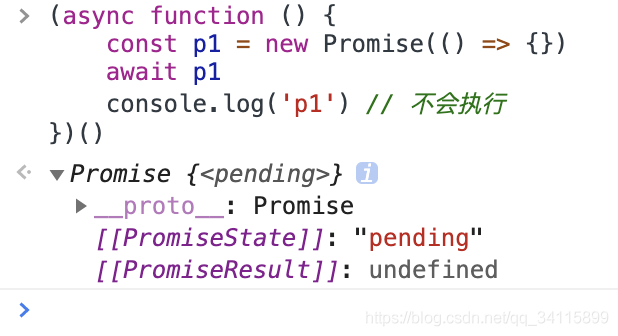 (async function () {
    const p1 = new Promise(() => {})
    await p1
    console.log('p1') // 不会执行
})()
Promise {<pending>} i
__proto__: Promise
[[PromiseState]]: "pending"
[[PromiseResult]]: undefined
https://blog.csdn.net/qq_34115899